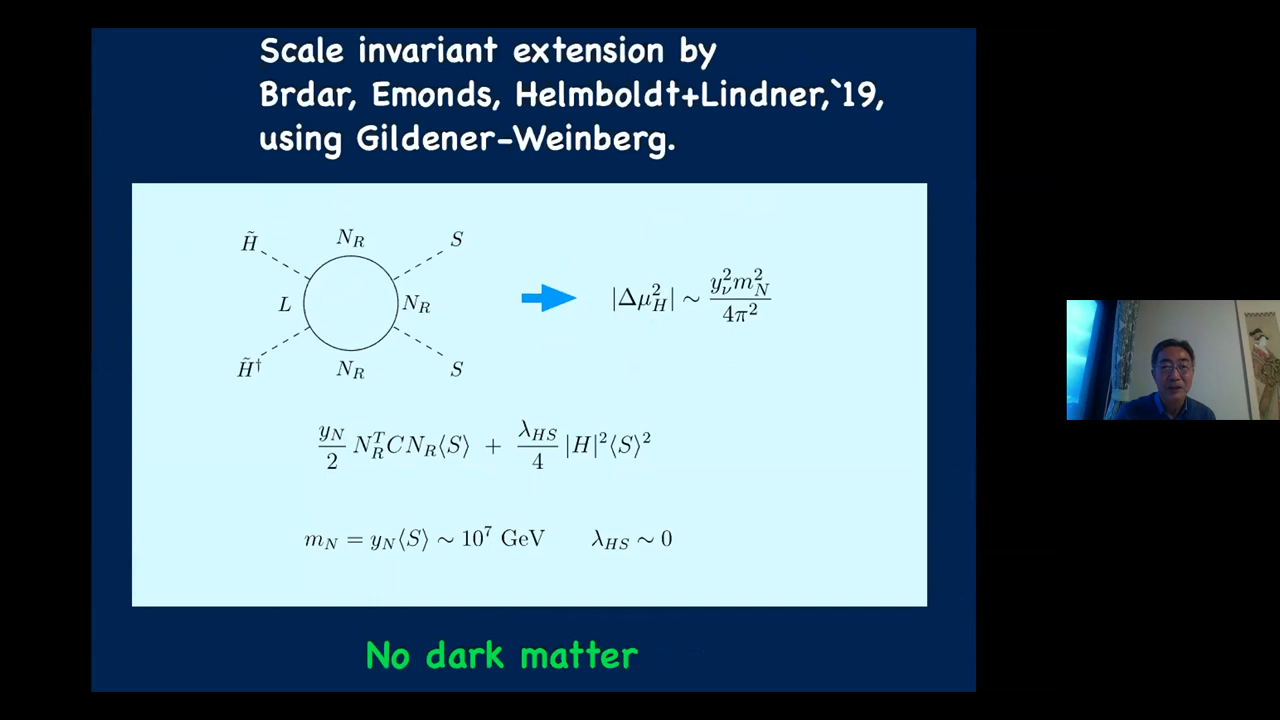 Scale invariant extension by
Brdar, Emonds, Helmboldt+Lindner,`19,
using Gildener-Weinberg.
H̃ N_R S
L N_R
H̃† N_R S
|Δμ²_H| ∼ y²_ν m²_N / 4π²
y_N/2 N_R^T C N_R⟨S⟩ + λ_HS/4 |H|²⟨S⟩²
m_N = y_N⟨S⟩ ∼ 10⁷ GeV λ_HS ∼ 0
No dark matter